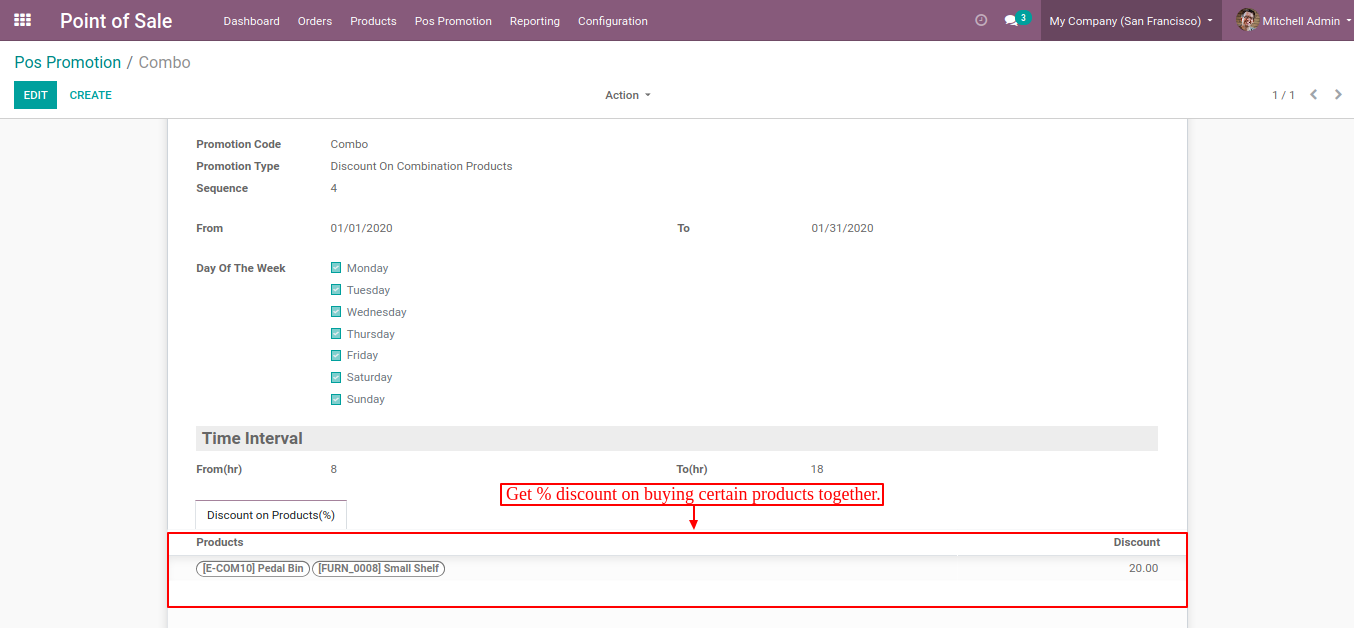 Point of Sale Dashboard Orders Products Pos Promotion Reporting Configuration 3 My Company (San Francisco) Mitchell Admin
Pos Promotion / Combo
EDIT CREATE Action 1 / 1
Promotion Code Combo
Promotion Type Discount On Combination Products
Sequence 4
From 01/01/2020 To 01/31/2020
Day Of The Week Monday
Tuesday
Wednesday
Thursday
Friday
Saturday
Sunday
Time Interval
From(hr) 8 To(hr) 18
Get % discount on buying certain products together.
Discount on Products(%)
Products Discount
[E-COM10] Pedal Bin [FURN_0008] Small Shelf 20.00